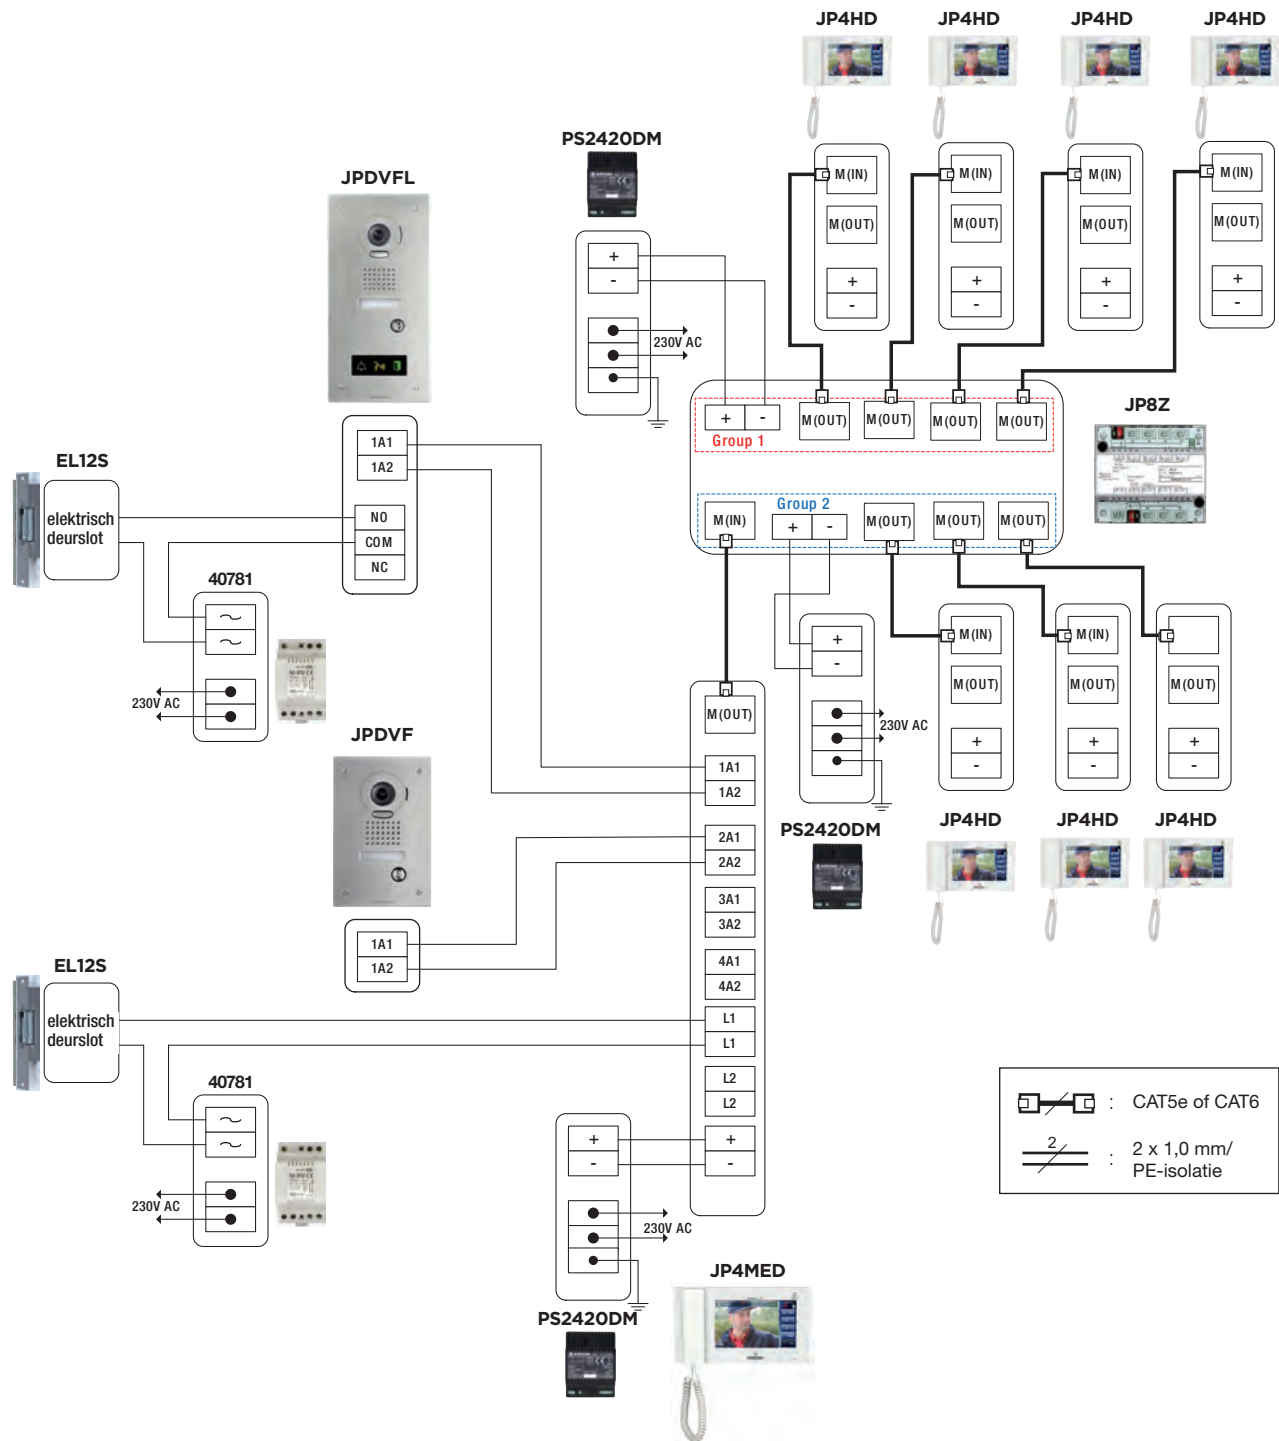 JP4HD JP4HD JP4HD JP4HD
PS2420DM
JPDVFL
M(IN) M(IN) M(IN) M(IN)
M(OUT) M(OUT) M(OUT) M(OUT)
+ + + +
- - - -
+
-
230V AC
JP8Z
+ - M(OUT) M(OUT) M(OUT) M(OUT)
Group 1
Group 2
M(IN) + - M(OUT) M(OUT) M(OUT)
1A1
1A2
NO
COM
NC
EL12S
elektrisch
deurslot
40781
230V AC
M(IN) M(IN)
M(OUT) M(OUT) M(OUT)
+ + +
- - -
+
-
230V AC
PS2420DM
JP4HD JP4HD JP4HD
JPDVF
1A1
1A2
M(OUT)
1A1
1A2
2A1
2A2
3A1
3A2
4A1
4A2
L1
L1
L2
L2
+
-
EL12S
elektrisch
deurslot
40781
230V AC
+
-
230V AC
PS2420DM
JP4MED
: CAT5e of CAT6
2
: 2 x 1,0 mm/
PE-isolatie